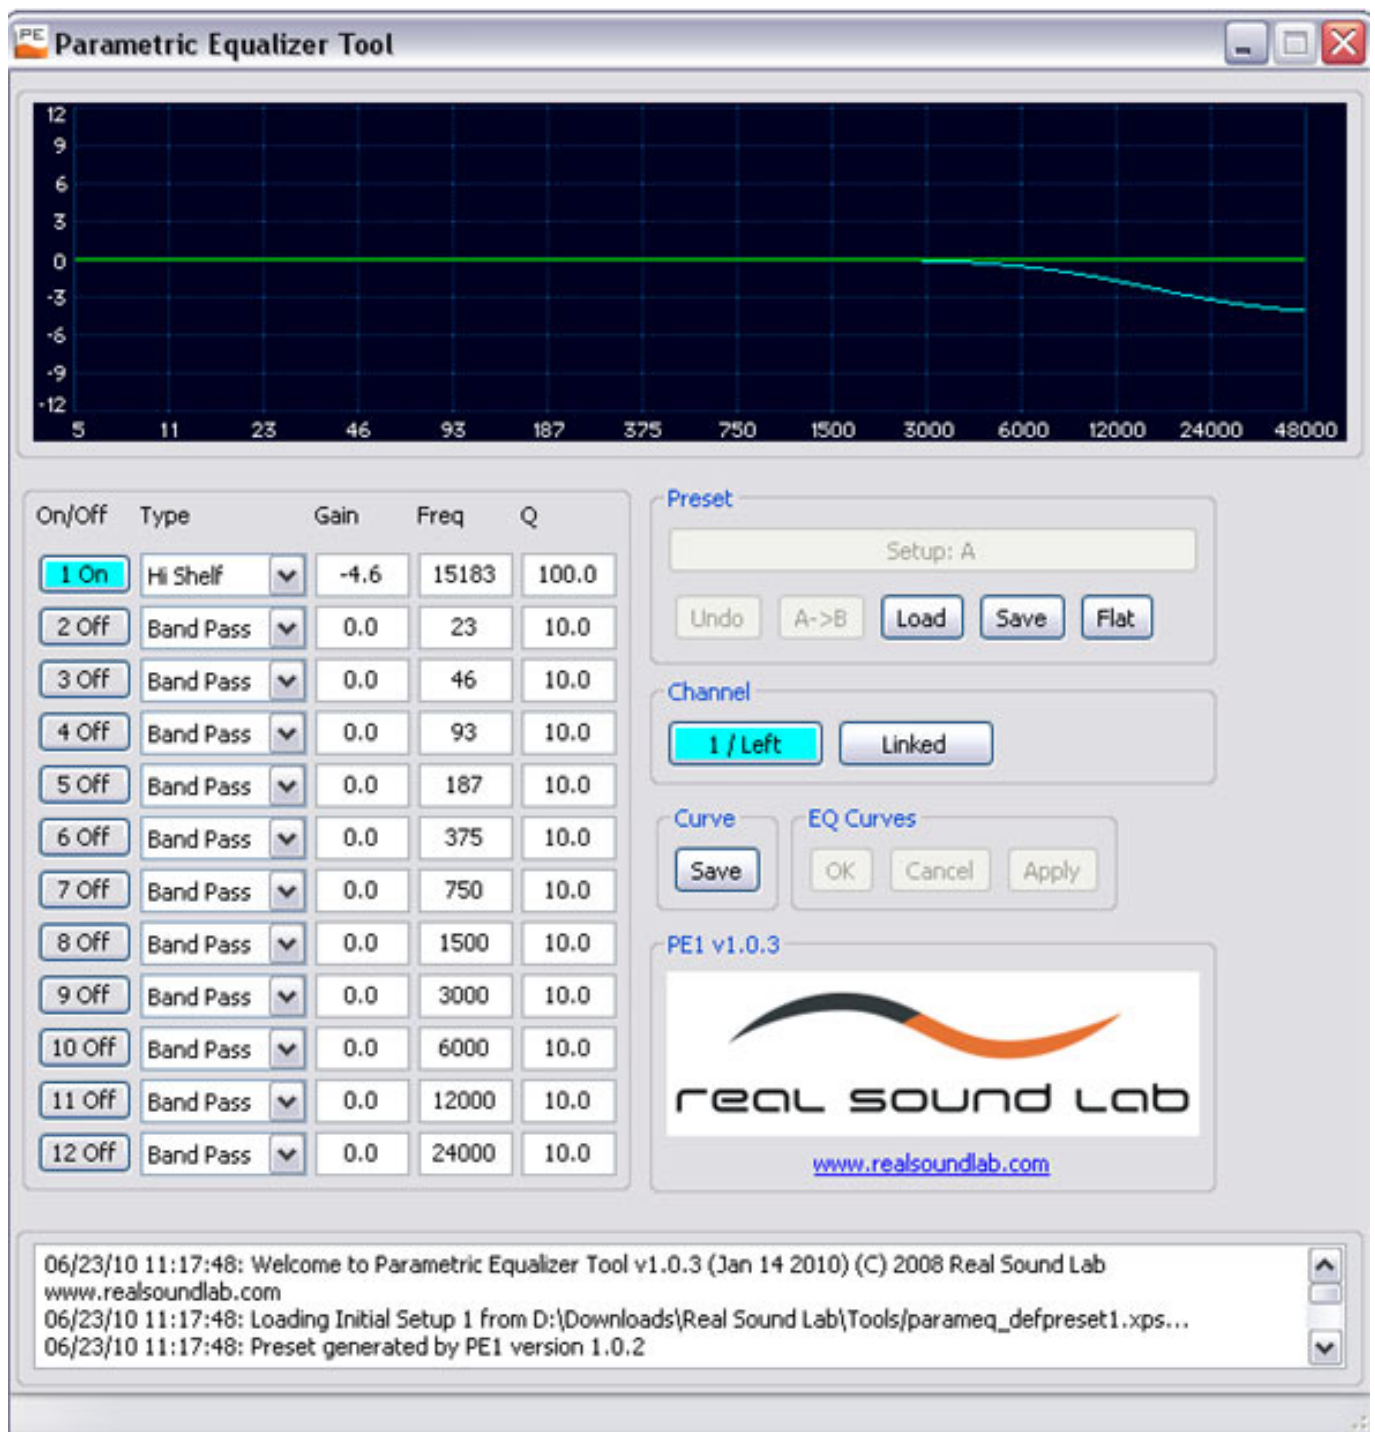 PE Parametric Equalizer Tool
12
9
6
3
0
-3
-6
-9
-12
5 11 23 46 93 187 375 750 1500 3000 6000 12000 24000 48000
On/Off Type Gain Freq Q
1 On Hi Shelf -4.6 15183 100.0
2 Off Band Pass 0.0 23 10.0
3 Off Band Pass 0.0 46 10.0
4 Off Band Pass 0.0 93 10.0
5 Off Band Pass 0.0 187 10.0
6 Off Band Pass 0.0 375 10.0
7 Off Band Pass 0.0 750 10.0
8 Off Band Pass 0.0 1500 10.0
9 Off Band Pass 0.0 3000 10.0
10 Off Band Pass 0.0 6000 10.0
11 Off Band Pass 0.0 12000 10.0
12 Off Band Pass 0.0 24000 10.0
Preset
Setup: A
Undo A->B Load Save Flat
Channel
1 / Left Linked
Curve EQ Curves
Save OK Cancel Apply
PE1 v1.0.3
real sound lab
www.realsoundlab.com
06/23/10 11:17:48: Welcome to Parametric Equalizer Tool v1.0.3 (Jan 14 2010) (C) 2008 Real Sound Lab
www.realsoundlab.com
06/23/10 11:17:48: Loading Initial Setup 1 from D:\Downloads\Real Sound Lab\Tools/parameq_defpreset1.xps...
06/23/10 11:17:48: Preset generated by PE1 version 1.0.2